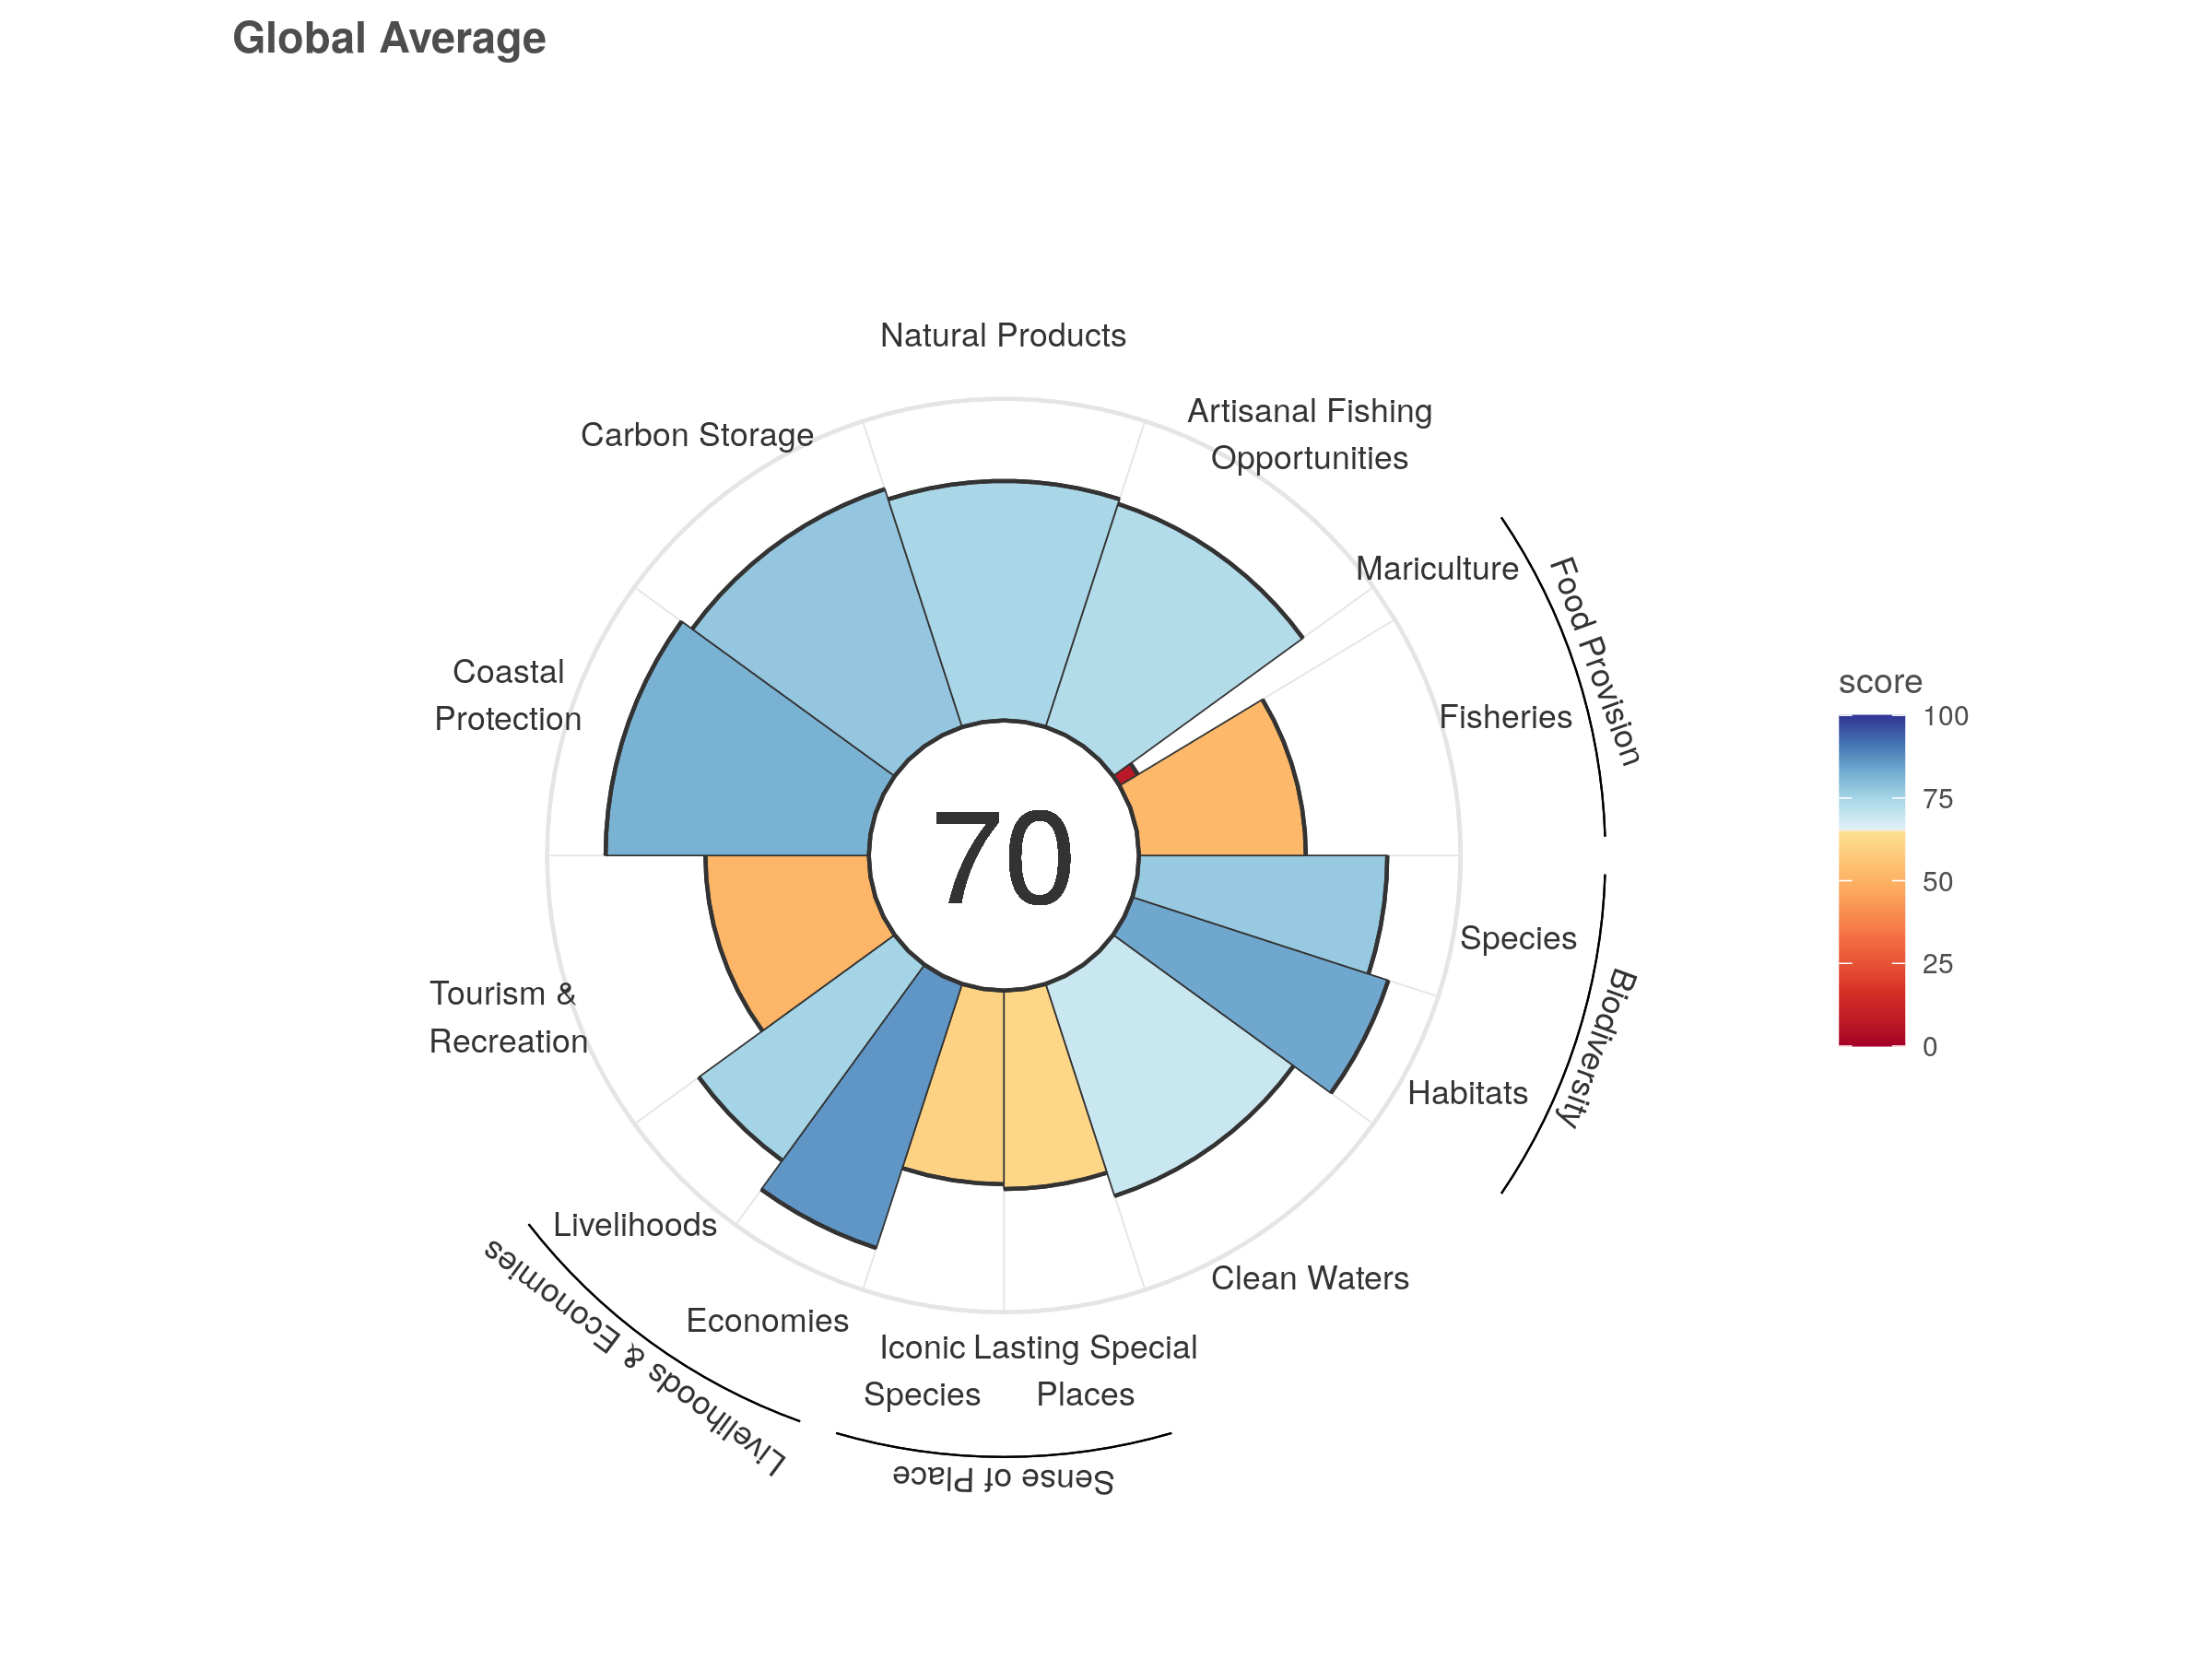 Global Average
Natural Products
Artisanal Fishing
Opportunities
Carbon Storage
Mariculture
Food Provision
Fisheries
Coastal
Protection
70
score
100
75
50
25
0
Species
Biodiversity
Habitats
Tourism &
Recreation
Livelihoods
Livelihoods & Economies
Economies
Clean Waters
Iconic
Species
Lasting Special
Places
Sense of Place